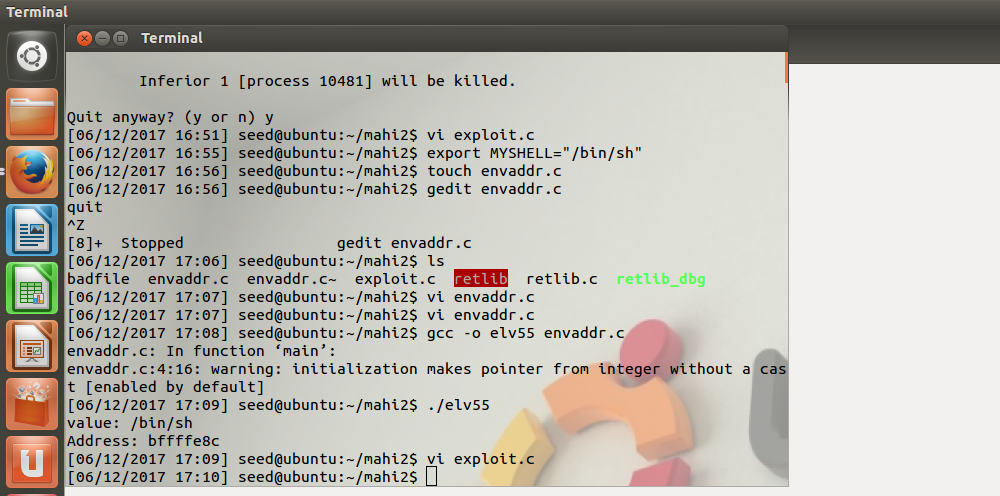 Terminal
Terminal
Inferior 1 [process 10481] will be killed.
Quit anyway? (y or n) y
[06/12/2017 16:51] seed@ubuntu:~/mahi2$ vi exploit.c
[06/12/2017 16:55] seed@ubuntu:~/mahi2$ export MYSHELL="/bin/sh"
[06/12/2017 16:56] seed@ubuntu:~/mahi2$ touch envaddr.c
[06/12/2017 16:56] seed@ubuntu:~/mahi2$ gedit envaddr.c
quit
^Z
[8]+  Stopped                 gedit envaddr.c
[06/12/2017 17:06] seed@ubuntu:~/mahi2$ ls
badfile  envaddr.c  envaddr.c~  exploit.c  retlib  retlib.c  retlib_dbg
[06/12/2017 17:07] seed@ubuntu:~/mahi2$ vi envaddr.c
[06/12/2017 17:07] seed@ubuntu:~/mahi2$ vi envaddr.c
[06/12/2017 17:08] seed@ubuntu:~/mahi2$ gcc -o elv55 envaddr.c
envaddr.c: In function ‘main’:
envaddr.c:4:16: warning: initialization makes pointer from integer without a cas
t [enabled by default]
[06/12/2017 17:09] seed@ubuntu:~/mahi2$ ./elv55
value: /bin/sh
Address: bffffe8c
[06/12/2017 17:09] seed@ubuntu:~/mahi2$ vi exploit.c
[06/12/2017 17:10] seed@ubuntu:~/mahi2$